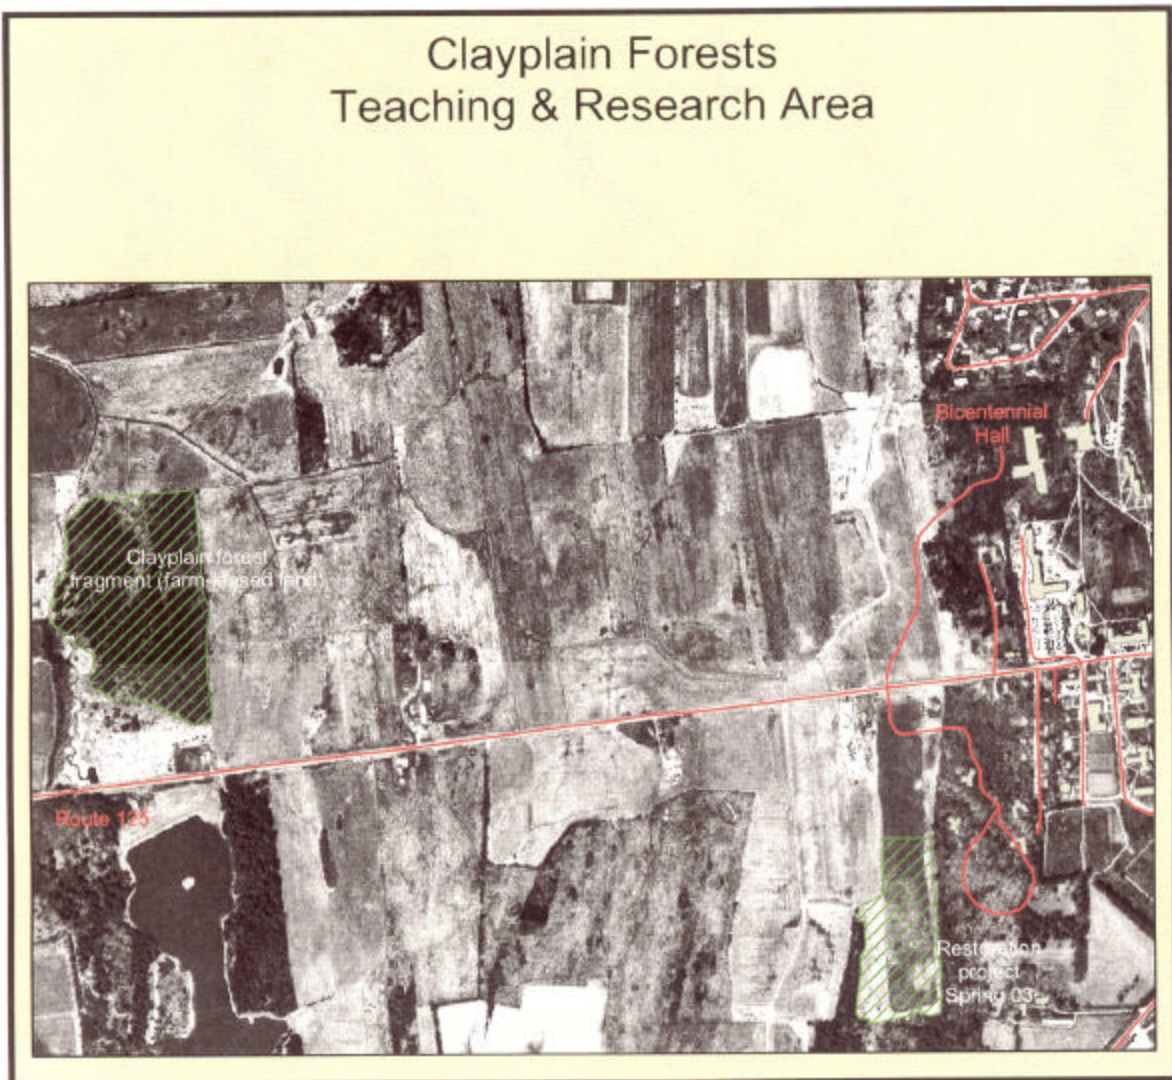 Clayplain Forests
Teaching & Research Area
Bicentennial
Hall
Clayplain forest
fragment (farm-leased land)
Route 125
Restoration
project
Spring 03